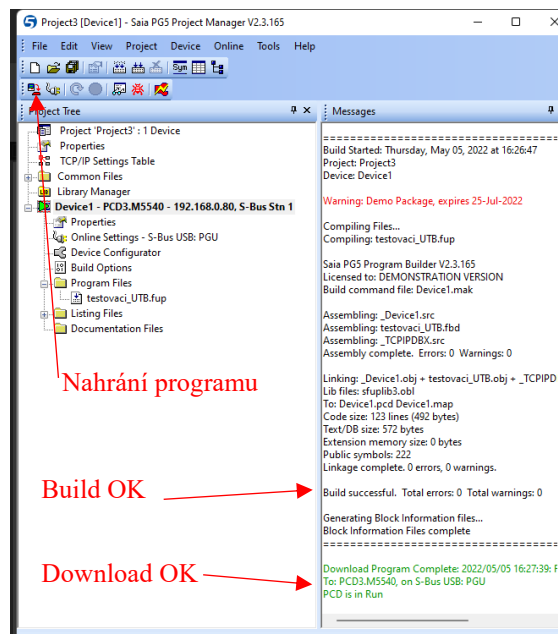 Project3 [Device1] - Saia PG5 Project Manager V2.3.165
File Edit View Project Device Online Tools Help
Sym
Project Tree
Project 'Project3' : 1 Device
Properties
TCP/IP Settings Table
Common Files
Library Manager
Device1 - PCD3.M5540 - 192.168.0.80, S-Bus Stn 1
Properties
Online Settings - S-Bus USB: PGU
Device Configurator
Build Options
Program Files
testovaci_UTB.fup
Listing Files
Documentation Files
Nahrání programu
Build OK
Download OK
Messages
Build Started: Thursday, May 05, 2022 at 16:26:47
Project: Project3
Device: Device1
Warning: Demo Package, expires 25-Jul-2022
Compiling Files...
Compiling: testovaci_UTB.fup
Saia PG5 Program Builder V2.3.165
Licensed to: DEMONSTRATION VERSION
Build command file: Device1.mak
Assembling: _Device1.src
Assembling: testovaci_UTB.fbd
Assembling: _TCPIPDBX.src
Assembly complete. Errors: 0 Warnings: 0
Linking: _Device1.obj + testovaci_UTB.obj + _TCPIPD
Lib files: sfuplib3.obl
To: Device1.pcd Device1.map
Code size: 123 lines (492 bytes)
Text/DB size: 572 bytes
Extension memory size: 0 bytes
Public symbols: 222
Linkage complete. 0 errors, 0 warnings.
Build successful. Total errors: 0 Total warnings: 0
Generating Block Information files...
Block Information Files complete
Download Program Complete: 2022/05/05 16:27:39: F
To: PCD3.M5540, on S-Bus USB: PGU
PCD is in Run